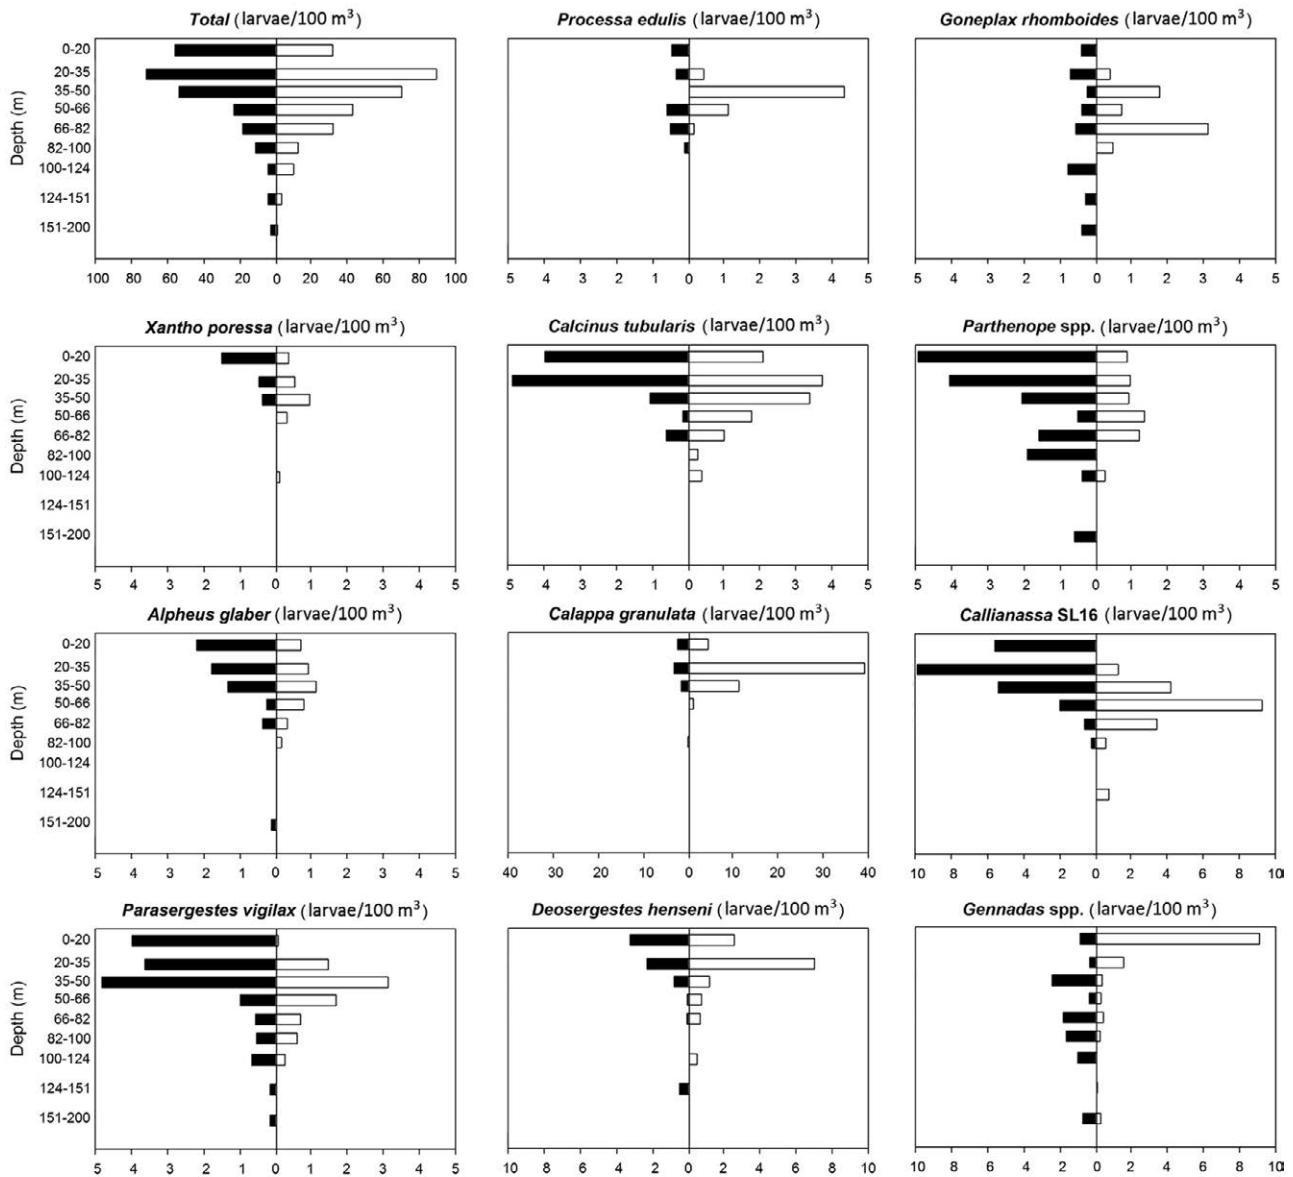 Total (larvae/100 m³)
Processa edulis (larvae/100 m³)
Goneplax rhomboides (larvae/100 m³)
Depth (m)
0-20
20-35
35-50
50-66
66-82
82-100
100-124
124-151
151-200
100 80 60 40 20 0 20 40 60 80 100
5 4 3 2 1 0 1 2 3 4 5
5 4 3 2 1 0 1 2 3 4 5
Xantho poressa (larvae/100 m³)
Calcinus tubularis (larvae/100 m³)
Parthenope spp. (larvae/100 m³)
Depth (m)
0-20
20-35
35-50
50-66
66-82
82-100
100-124
124-151
151-200
5 4 3 2 1 0 1 2 3 4 5
5 4 3 2 1 0 1 2 3 4 5
5 4 3 2 1 0 1 2 3 4 5
Alpheus glaber (larvae/100 m³)
Calappa granulata (larvae/100 m³)
Callianassa SL16 (larvae/100 m³)
Depth (m)
0-20
20-35
35-50
50-66
66-82
82-100
100-124
124-151
151-200
5 4 3 2 1 0 1 2 3 4 5
40 30 20 10 0 10 20 30 40
10 8 6 4 2 0 2 4 6 8 10
Parasergestes vigilax (larvae/100 m³)
Deosergestes henseni (larvae/100 m³)
Gennadas spp. (larvae/100 m³)
Depth (m)
0-20
20-35
35-50
50-66
66-82
82-100
100-124
124-151
151-200
5 4 3 2 1 0 1 2 3 4 5
10 8 6 4 2 0 2 4 6 8 10
10 8 6 4 2 0 2 4 6 8 10